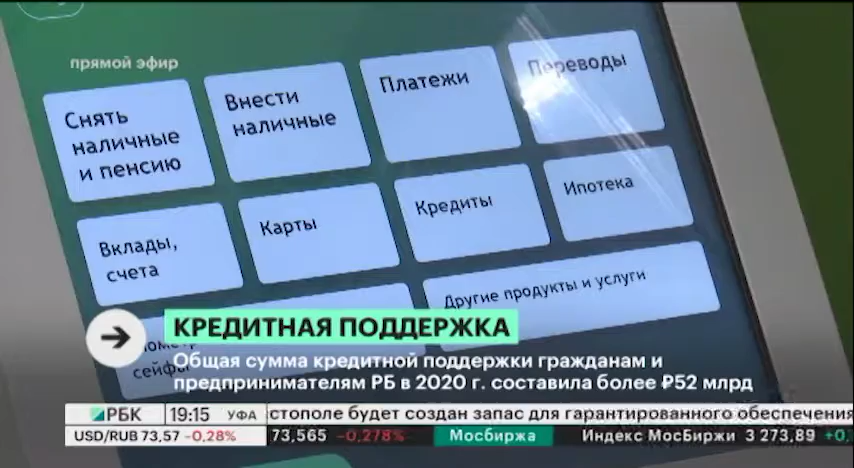 прямой эфир
Снять
наличные
и пенсию
Внести
наличные
Платежи
Переводы
Вклады,
счета
Карты
Кредиты
Ипотека
Другие продукты и услуги
сейфы
КРЕДИТНАЯ ПОДДЕРЖКА
Общая сумма кредитной поддержки гражданам и
предпринимателям РБ в 2020 г. составила более ₽52 млрд
РБК 19:15 УФА стополе будет создан запас для гарантированного обеспечения
USD/RUB 73,57 -0,28% 73,565 -0,278% Мосбиржа Индекс МосБиржи 3 273,89 +0,